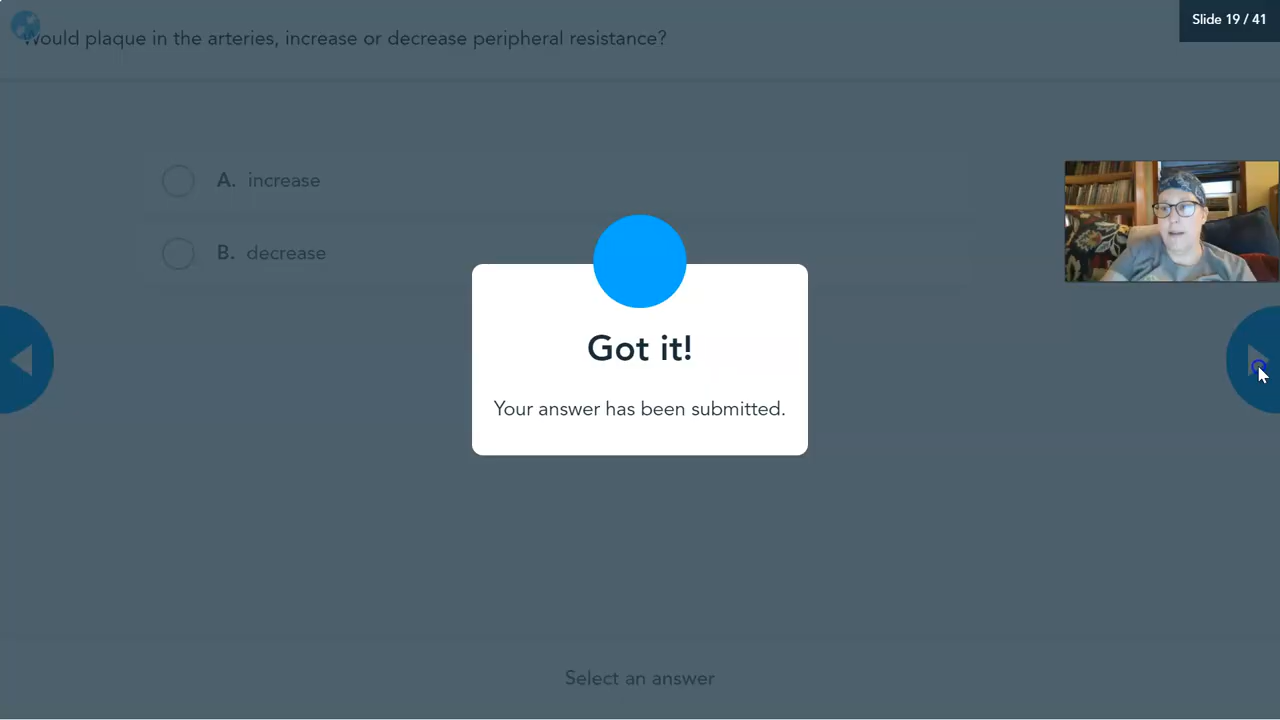 Slide 19 / 41
Would plaque in the arteries, increase or decrease peripheral resistance?
A. increase
B. decrease
Got it!
Your answer has been submitted.
Select an answer